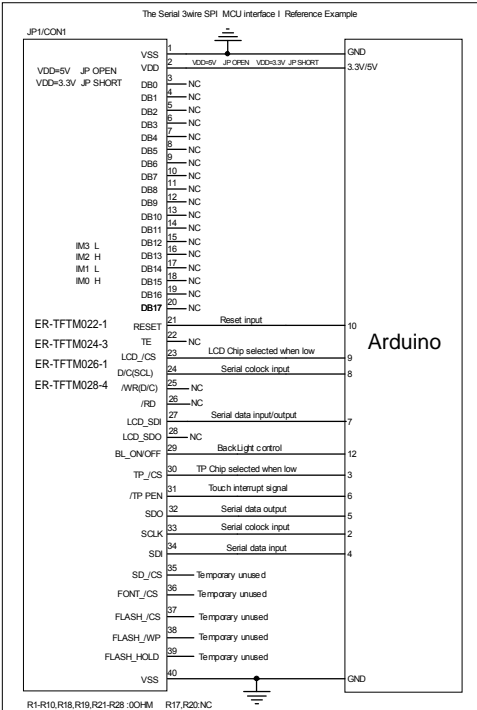 The Serial 3wire SPI MCU interface I Reference Example
JP1/CON1
VSS 1 GND
VDD 2 VDD=5V JP OPEN VDD=3.3V JP SHORT 3.3V/5V
VDD=5V JP OPEN
VDD=3.3V JP SHORT
DB0 3 NC
DB1 4 NC
DB2 5 NC
DB3 6 NC
DB4 7 NC
DB5 8 NC
DB6 9 NC
DB7 10 NC
DB8 11 NC
DB9 12 NC
DB10 13 NC
DB11 14 NC
DB12 15 NC
DB13 16 NC
DB14 17 NC
DB15 18 NC
DB16 19 NC
DB17 20 NC
IM3 L
IM2 H
IM1 L
IM0 H
ER-TFTM022-1
ER-TFTM024-3
ER-TFTM026-1
ER-TFTM028-4
RESET 21 Reset input 10
TE 22 NC
LCD_/CS 23 LCD Chip selected when low 9
D/C(SCL) 24 Serial colock input 8
/WR(D/C) 25 NC
/RD 26 NC
LCD_SDI 27 Serial data input/output 7
LCD_SDO 28 NC
BL_ON/OFF 29 BackLight control 12
TP_/CS 30 TP Chip selected when low 3
/TP PEN 31 Touch interrupt signal 6
SDO 32 Serial data output 5
SCLK 33 Serial colock input 2
SDI 34 Serial data input 4
SD_/CS 35 Temporary unused
FONT_/CS 36 Temporary unused
FLASH_/CS 37 Temporary unused
FLASH_/WP 38 Temporary unused
FLASH_HOLD 39 Temporary unused
VSS 40 GND
Arduino
R1-R10,R18,R19,R21-R28 :0OHM R17,R20:NC